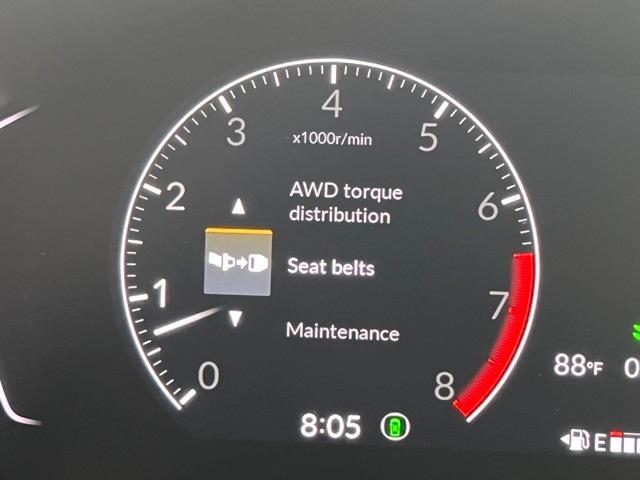 4
3
5
x1000r/min
2
AWD torque
distribution
6
Seat belts
1
7
Maintenance
0
8
88°F
8:05
E